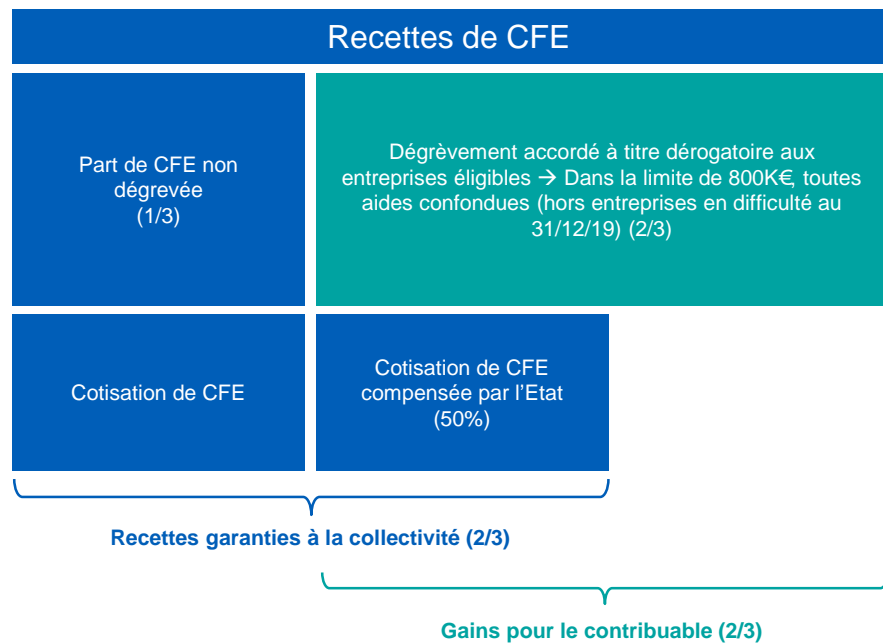 Recettes de CFE
Part de CFE non
dégrevée
(1/3)
Dégrèvement accordé à titre dérogatoire aux
entreprises éligibles → Dans la limite de 800K€, toutes
aides confondues (hors entreprises en difficulté au
31/12/19) (2/3)
Cotisation de CFE
Cotisation de CFE
compensée par l’Etat
(50%)
Recettes garanties à la collectivité (2/3)
Gains pour le contribuable (2/3)